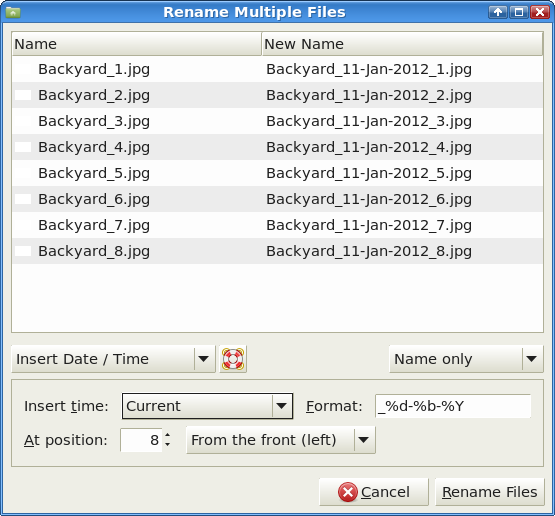 Rename Multiple Files
Name New Name
Backyard_1.jpg Backyard_11-Jan-2012_1.jpg
Backyard_2.jpg Backyard_11-Jan-2012_2.jpg
Backyard_3.jpg Backyard_11-Jan-2012_3.jpg
Backyard_4.jpg Backyard_11-Jan-2012_4.jpg
Backyard_5.jpg Backyard_11-Jan-2012_5.jpg
Backyard_6.jpg Backyard_11-Jan-2012_6.jpg
Backyard_7.jpg Backyard_11-Jan-2012_7.jpg
Backyard_8.jpg Backyard_11-Jan-2012_8.jpg
Insert Date / Time Name only
Insert time: Current Format: _%d-%b-%Y
At position: 8 From the front (left)
Cancel Rename Files